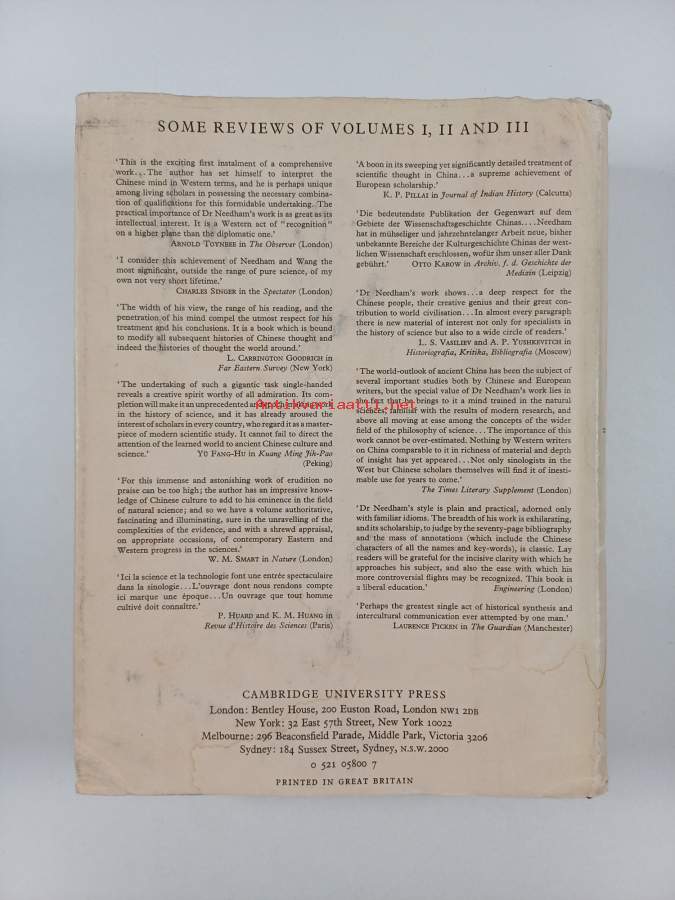 SOME REVIEWS OF VOLUMES I, II AND III
'This is the exciting first instalment of a comprehensive
work... The author has set himself to interpret the
Chinese mind in Western terms, and he is perhaps unique
among living scholars in possessing the necessary combina-
tion of qualifications for this formidable undertaking. The
practical importance of Dr Needham's work is as great as its
intellectual interest. It is a Western act of "recognition"
on a higher plane than the diplomatic one.'
ARNOLD TOYNBEE in The Observer (London)
'I consider this achievement of Needham and Wang the
most significant, outside the range of pure science, of my
own not very short lifetime.'
CHARLES SINGER in the Spectator (London)
'The width of his view, the range of his reading, and the
penetration of his mind compel the utmost respect for his
treatment and his conclusions. It is a book which is bound
to modify all subsequent histories of Chinese thought and
indeed the histories of thought the world around.'
L. CARRINGTON GOODRICH in
Far Eastern Survey (New York)
'The undertaking of such a gigantic task single-handed
reveals a creative spirit worthy of all admiration. Its com-
pletion will make it an unprecedented and epoch-making work
in the history of science, and it has already aroused the
interest of scholars in every country, who regard it as a master-
piece of modern scientific study. It cannot fail to direct the
attention of the learned world to ancient Chinese culture and
science.' YÜ FANG-HU in Kuang Ming Jih-Pao
(Peking)
'For this immense and astonishing work of erudition no
praise can be too high; the author has an impressive know-
ledge of Chinese culture to add to his eminence in the field
of natural science; and so we have a volume authoritative,
fascinating and illuminating, sure in the unravelling of the
complexities of the evidence, and with a shrewd appraisal,
on appropriate occasions, of contemporary Eastern and
Western progress in the sciences.'
W. M. SMART in Nature (London)
'Ici la science et la technologie font une entrée spectaculaire
dans la sinologie...L'ouvrage dont nous rendons compte
ici marque une époque...Un ouvrage que tout homme
cultivé doit connaître.'
P. HUARD and K. M. HUANG in
Revue d'Histoire des Sciences (Paris)
'A boon in its sweeping yet significantly detailed treatment of
scientific thought in China...a supreme achievement of
European scholarship.'
K. P. PILLAI in Journal of Indian History (Calcutta)
'Die bedeutendste Publikation der Gegenwart auf dem
Gebiete der Wissenschaftsgeschichte Chinas....Needham
hat in mühseliger und jahrzehntelanger Arbeit neue, bisher
unbekannte Bereiche der Kulturgeschichte Chinas der west-
lichen Wissenschaft erschlossen, wofür ihm unser aller Dank
gebührt.' OTTO KAROW in Archiv. f. d. Geschichte der
Medizin (Leipzig)
'Dr Needham's work shows...a deep respect for the
Chinese people, their creative genius and their great con-
tribution to world civilisation...In almost every paragraph
there is new material of interest not only for specialists in
the history of science but also to a wide circle of readers.'
L. S. VASILIEV and A. P. YUSHKEVITCH in
Historiografia, Kritika, Bibliografia (Moscow)
'The world-outlook of ancient China has been the subject of
several important studies both by Chinese and European
writers, but the special value of Dr Needham's work lies in
the fact that he brings to it a mind trained in the natural
sciences, familiar with the results of modern research, and
above all moving at ease among the concepts of the wider
field of the philosophy of science...The importance of this
work cannot be over-estimated. Nothing by Western writers
on China comparable to it in richness of material and depth
of insight has yet appeared...Not only sinologists in the
West but Chinese scholars themselves will find it of inesti-
mable use for years to come.'
The Times Literary Supplement (London)
'Dr Needham's style is plain and practical, adorned only
with familiar idioms. The breadth of his work is exhilarating,
and its scholarship, to judge by the seventy-page bibliography
and the mass of annotations (which include the Chinese
characters of all the names and key-words), is classic. Lay
readers will be grateful for the incisive clarity with which he
approaches his subject, and also the ease with which his
more controversial flights may be recognized. This book is
a liberal education.' Engineering (London)
'Perhaps the greatest single act of historical synthesis and
intercultural communication ever attempted by one man.'
LAURENCE PICKEN in The Guardian (Manchester)
Antikvariaatti.net
CAMBRIDGE UNIVERSITY PRESS
London: Bentley House, 200 Euston Road, London NW1 2DB
New York: 32 East 57th Street, New York 10022
Melbourne: 296 Beaconsfield Parade, Middle Park, Victoria 3206
Sydney: 184 Sussex Street, Sydney, N.S.W. 2000
0 521 05800 7
PRINTED IN GREAT BRITAIN